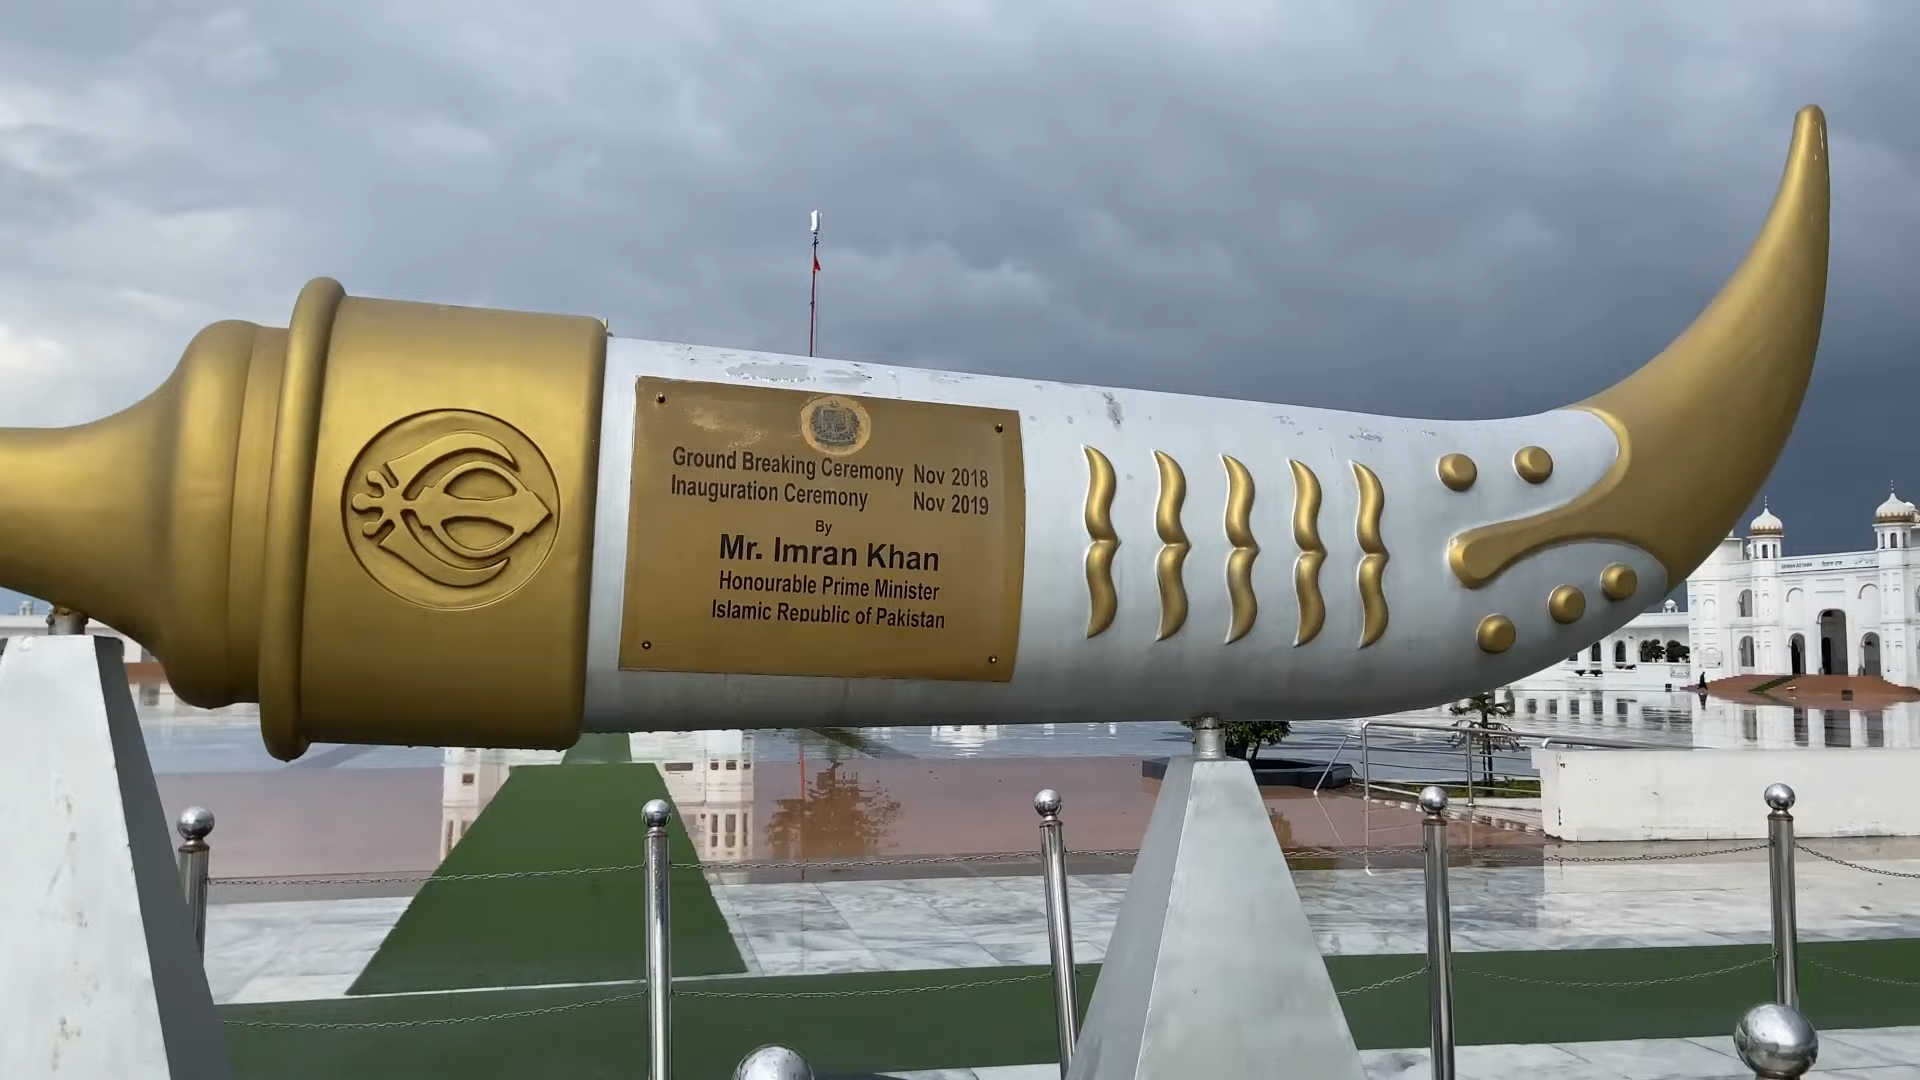 Ground Breaking Ceremony Nov 2018
Inauguration Ceremony Nov 2019
By
Mr. Imran Khan
Honourable Prime Minister
Islamic Republic of Pakistan